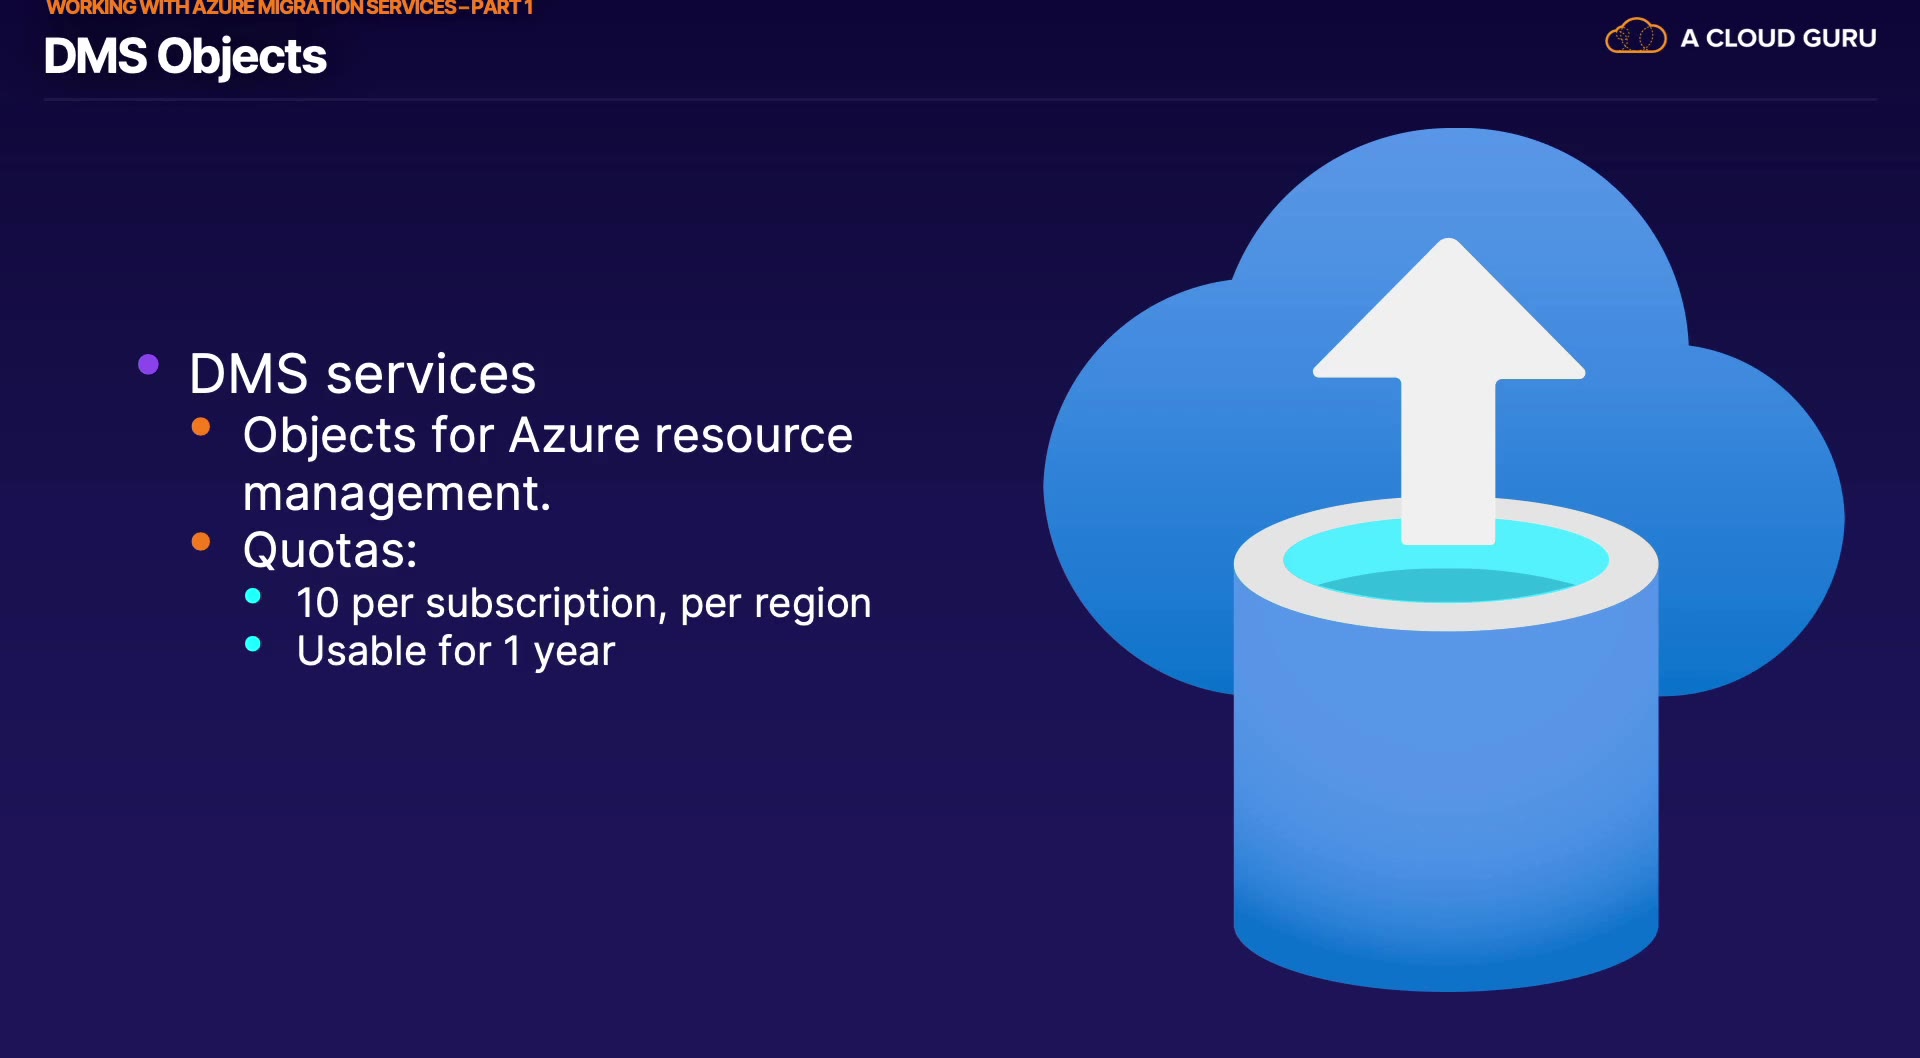 WORKING WITH AZURE MIGRATION SERVICES – PART 1
DMS Objects
A CLOUD GURU
DMS services
Objects for Azure resource
management.
Quotas:
10 per subscription, per region
Usable for 1 year